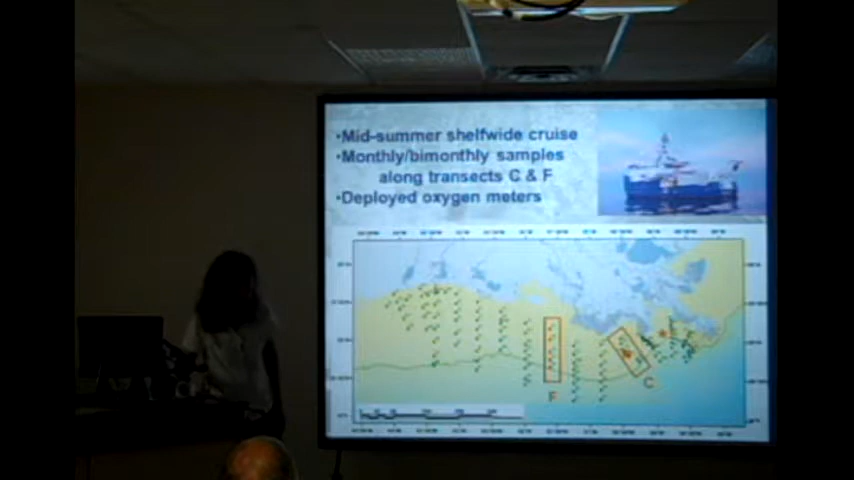 •Mid-summer shelfwide cruise
•Monthly/bimonthly samples
along transects C & F
•Deployed oxygen meters
F
C